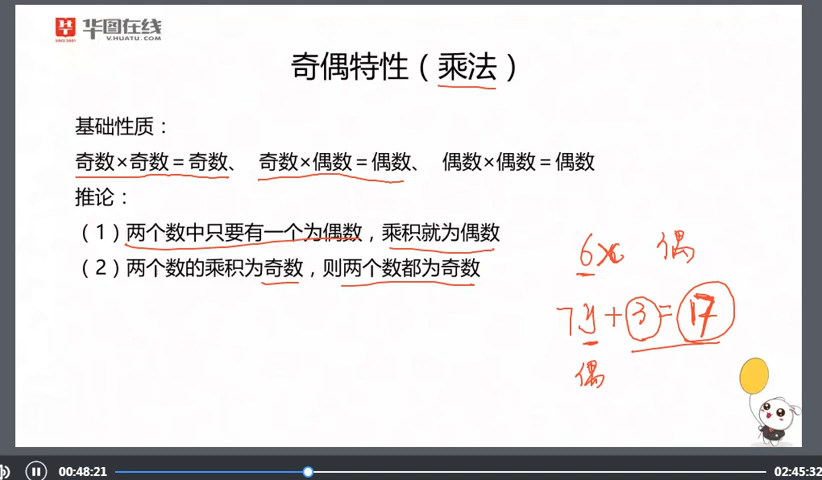 华图在线
V.HUATU.COM
奇偶特性（乘法）
基础性质：
奇数×奇数＝奇数、 奇数×偶数＝偶数、 偶数×偶数＝偶数
推论：
（1）两个数中只要有一个为偶数，乘积就为偶数
（2）两个数的乘积为奇数，则两个数都为奇数
6x 偶
7y+3=17
偶
00:48:21
02:45:32